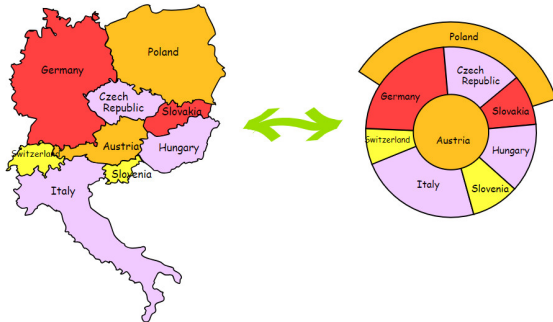 Poland
Germany
Czech
Republic
Slovakia
Austria
Hungary
Switzerland
Slovenia
Italy
Poland
Czech
Republic
Germany
Slovakia
Austria
Switzerland
Hungary
Italy
Slovenia